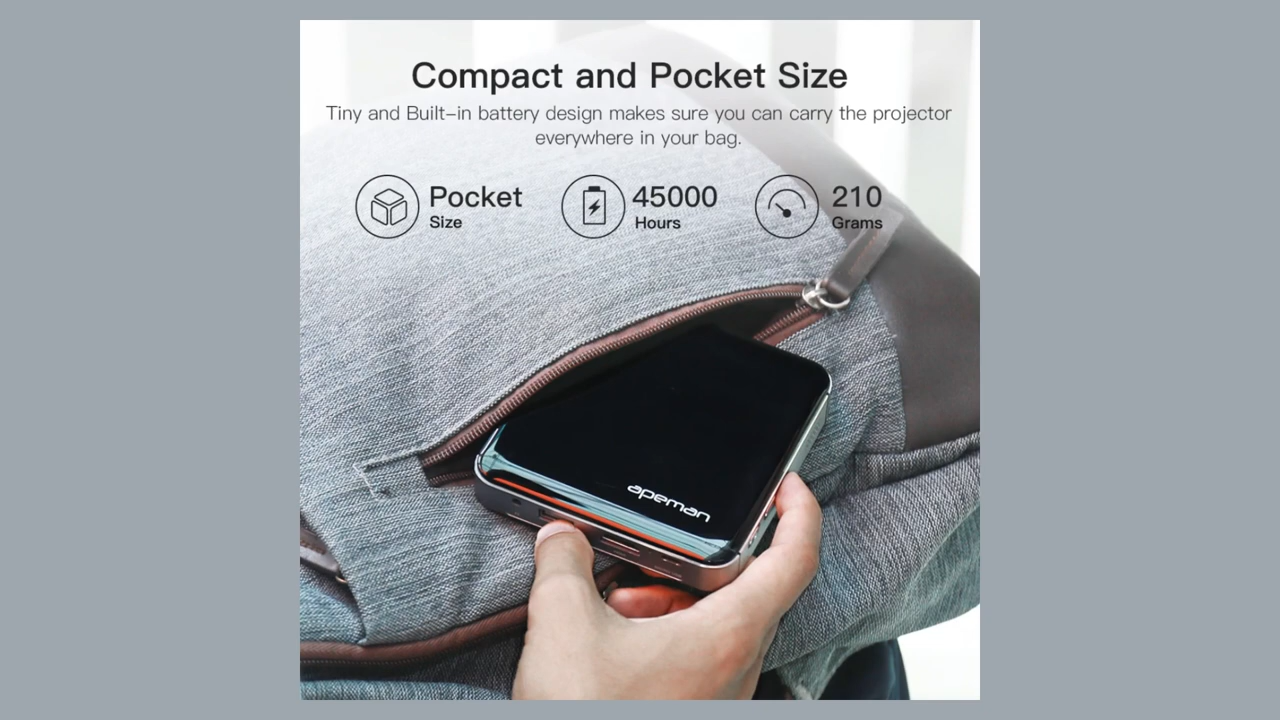 Compact and Pocket Size
Tiny and Built-in battery design makes sure you can carry the projector
everywhere in your bag.
Pocket
Size
45000
Hours
210
Grams
apeman